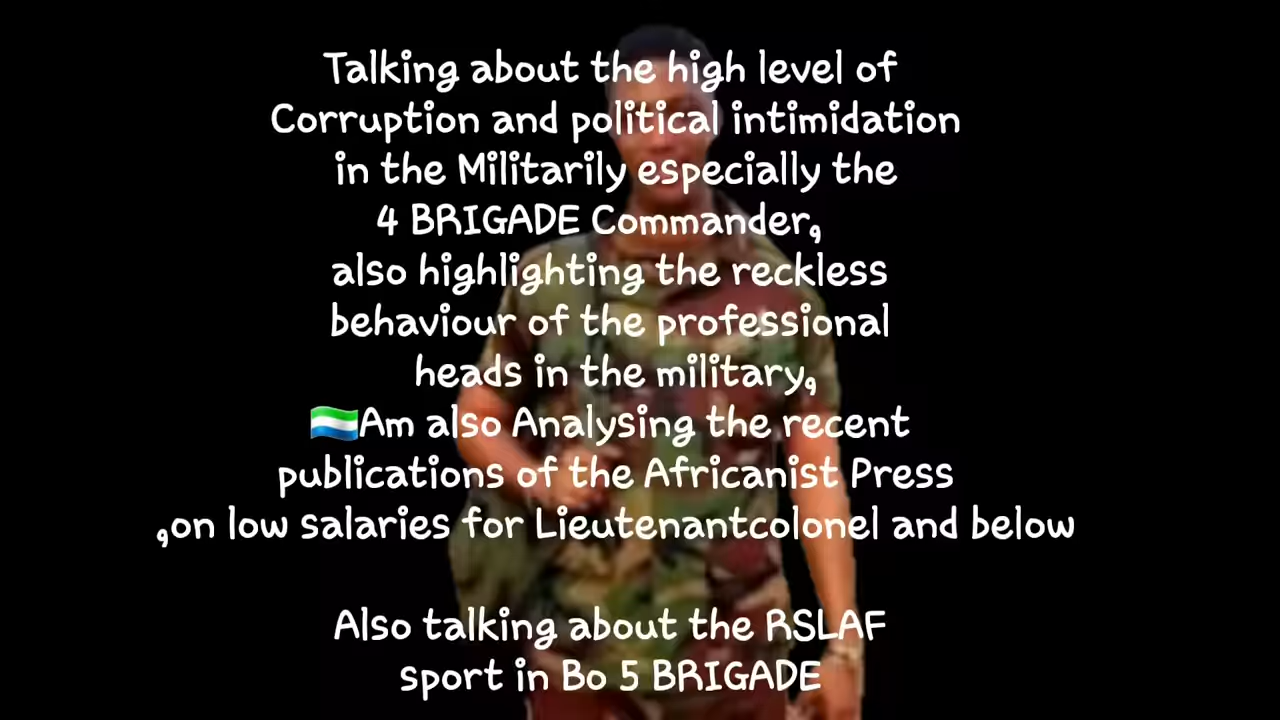 Talking about the high level of
Corruption and political intimidation
in the Militarily especially the
4 BRIGADE Commander,
also highlighting the reckless
behaviour of the professional
heads in the military,
🇸🇱Am also Analysing the recent
publications of the Africanist Press
,on low salaries for Lieutenantcolonel and below
Also talking about the RSLAF
sport in Bo 5 BRIGADE